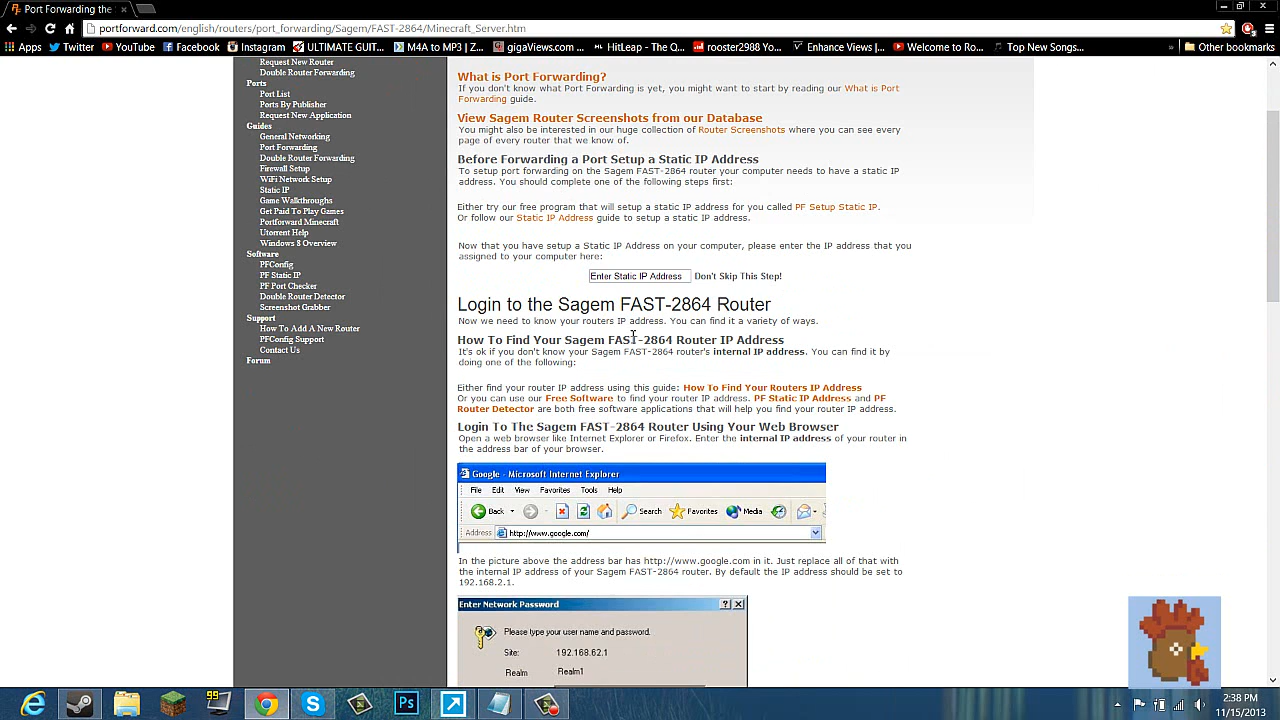 Port Forwarding the
portforward.com/english/routers/port_forwarding/Sagem/FAST-2864/Minecraft_Server.htm
Apps Twitter YouTube Facebook Instagram ULTIMATE GUIT... M4A to MP3 | Z... gigaViews.com ... HitLeap - The Q... rooster2988 Yo... Enhance Views |... Welcome to Ro... Top New Songs... » Other bookmarks
Request New Router
Double Router Forwarding
Ports
Port List
Ports By Publisher
Request New Application
Guides
General Networking
Port Forwarding
Double Router Forwarding
Firewall Setup
WiFi Network Setup
Static IP
Game Walkthroughs
Get Paid To Play Games
Portforward Minecraft
Utorrent Help
Windows 8 Overview
Software
PFConfig
PF Static IP
PF Port Checker
Double Router Detector
Screenshot Grabber
Support
How To Add A New Router
PFConfig Support
Contact Us
Forum
What is Port Forwarding?
If you don't know what Port Forwarding is yet, you might want to start by reading our What is Port
Forwarding guide.
View Sagem Router Screenshots from our Database
You might also be interested in our huge collection of Router Screenshots where you can see every
page of every router that we know of.
Before Forwarding a Port Setup a Static IP Address
To setup port forwarding on the Sagem FAST-2864 router your computer needs to have a static IP
address. You should complete one of the following steps first:
Either try our free program that will setup a static IP address for you called PF Setup Static IP.
Or follow our Static IP Address guide to setup a static IP address.
Now that you have setup a Static IP Address on your computer, please enter the IP address that you
assigned to your computer here:
Enter Static IP Address Don't Skip This Step!
Login to the Sagem FAST-2864 Router
Now we need to know your routers IP address. You can find it a variety of ways.
How To Find Your Sagem FAST-2864 Router IP Address
It's ok if you don't know your Sagem FAST-2864 router's internal IP address. You can find it by
doing one of the following:
Either find your router IP address using this guide: How To Find Your Routers IP Address
Or you can use our Free Software to find your router IP address. PF Static IP Address and PF
Router Detector are both free software applications that will help you find your router IP address.
Login To The Sagem FAST-2864 Router Using Your Web Browser
Open a web browser like Internet Explorer or Firefox. Enter the internal IP address of your router in
the address bar of your browser.
Google - Microsoft Internet Explorer
File Edit View Favorites Tools Help
Back Search Favorites Media
Address http://www.google.com/
In the picture above the address bar has http://www.google.com in it. Just replace all of that with
the internal IP address of your Sagem FAST-2864 router. By default the IP address should be set to
192.168.2.1.
Enter Network Password
Please type your user name and password.
Site: 192.168.62.1
Realm Realm1
99
Ps
2:38 PM
11/15/2013